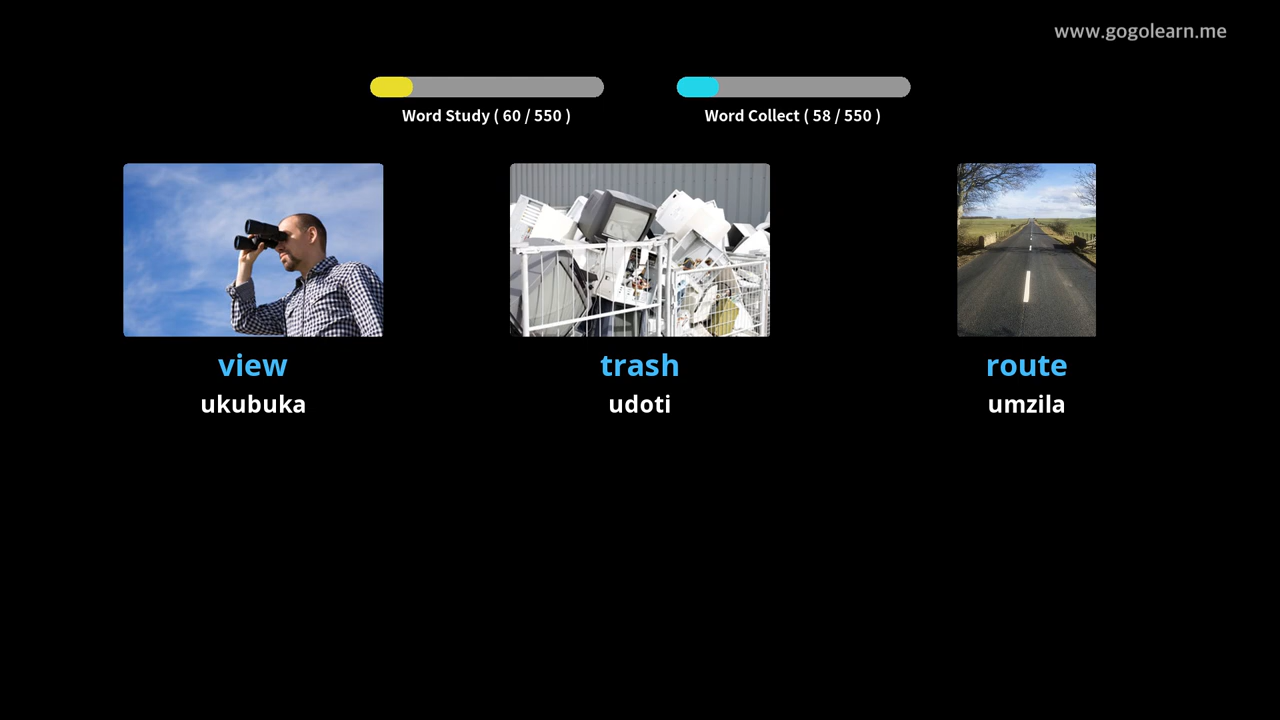 www.gogolearn.me
Word Study ( 60 / 550 )
Word Collect ( 58 / 550 )
view
ukubuka
trash
udoti
route
umzila